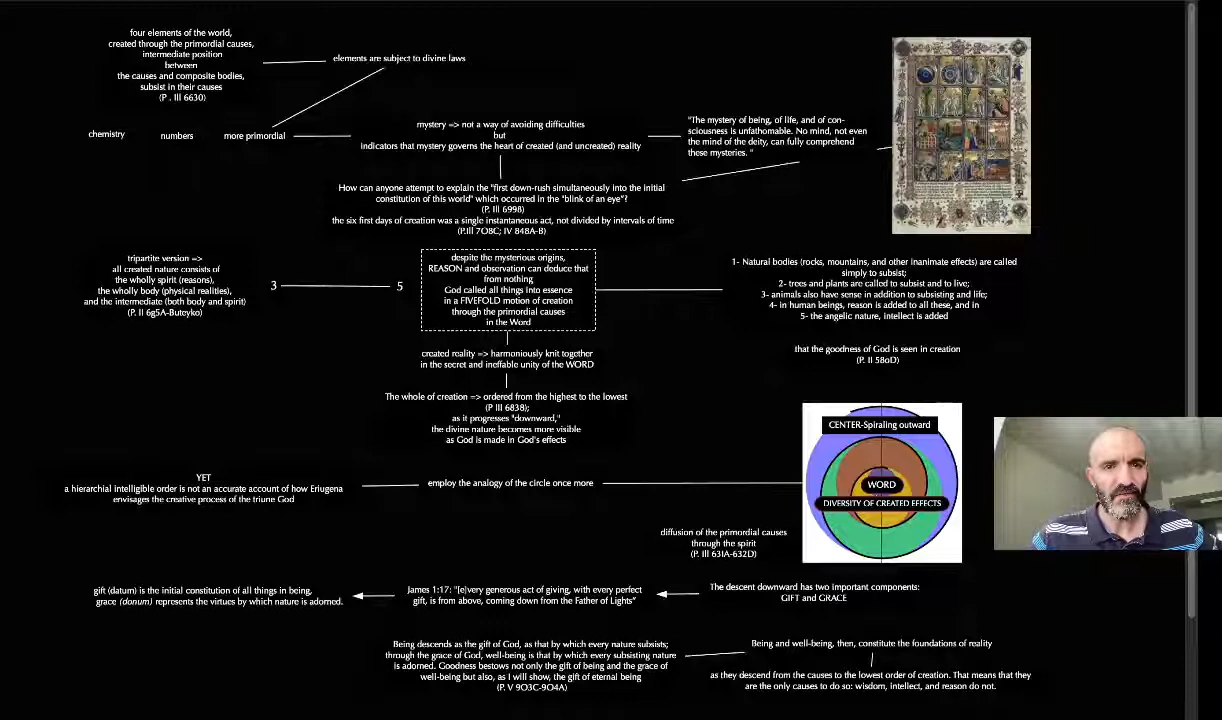 four elements of the world,
created through the primordial causes,
intermediate position
between
the causes and composite bodies,
subsist in their causes
(P . III 6630)
elements are subject to divine laws
chemistry
numbers
more primordial
mystery => not a way of avoiding difficulties
but
indicators that mystery governs the heart of created (and uncreated) reality
"The mystery of being, of life, and of con-
sciousness is unfathomable. No mind, not even
the mind of the deity, can fully comprehend
these mysteries. "
How can anyone attempt to explain the "first down-rush simultaneously into the initial
constitution of this world" which occurred in the "blink of an eye"?
(P. III 6998)
the six first days of creation was a single instantaneous act, not divided by intervals of time
(P.III 7O8C; IV 848A-B)
tripartite version =>
all created nature consists of
the wholly spirit (reasons),
the wholly body (physical realities),
and the intermediate (both body and spirit)
(P. II 6g5A-Buteyko)
3
5
despite the mysterious origins,
REASON and observation can deduce that
from nothing
God called all things into essence
in a FIVEFOLD motion of creation
through the primordial causes
in the Word
1- Natural bodies (rocks, mountains, and other inanimate effects) are called
simply to subsist;
2- trees and plants are called to subsist and to live;
3- animals also have sense in addition to subsisting and life;
4- in human beings, reason is added to all these, and in
5- the angelic nature, intellect is added
that the goodness of God is seen in creation
(P. II 58oD)
created reality => harmoniously knit together
in the secret and ineffable unity of the WORD
The whole of creation => ordered from the highest to the lowest
(P III 6838);
as it progresses "downward,"
the divine nature becomes more visible
as God is made in God's effects
CENTER-Spiraling outward
WORD
DIVERSITY OF CREATED EFFECTS
YET
a hierarchial intelligible order is not an accurate account of how Eriugena
envisages the creative process of the triune God
employ the analogy of the circle once more
diffusion of the primordial causes
through the spirit
(P. III 63IA-632D)
gift (datum) is the initial constitution of all things in being,
grace (donum) represents the virtues by which nature is adorned.
James 1:17: "[e]very generous act of giving, with every perfect
gift, is from above, coming down from the Father of Lights"
The descent downward has two important components:
GIFT and GRACE
Being descends as the gift of God, as that by which every nature subsists;
through the grace of God, well-being is that by which every subsisting nature
is adorned. Goodness bestows not only the gift of being and the grace of
well-being but also, as I will show, the gift of eternal being
(P. V 9O3C-9O4A)
Being and well-being, then, constitute the foundations of reality
as they descend from the causes to the lowest order of creation. That means that they
are the only causes to do so: wisdom, intellect, and reason do not.